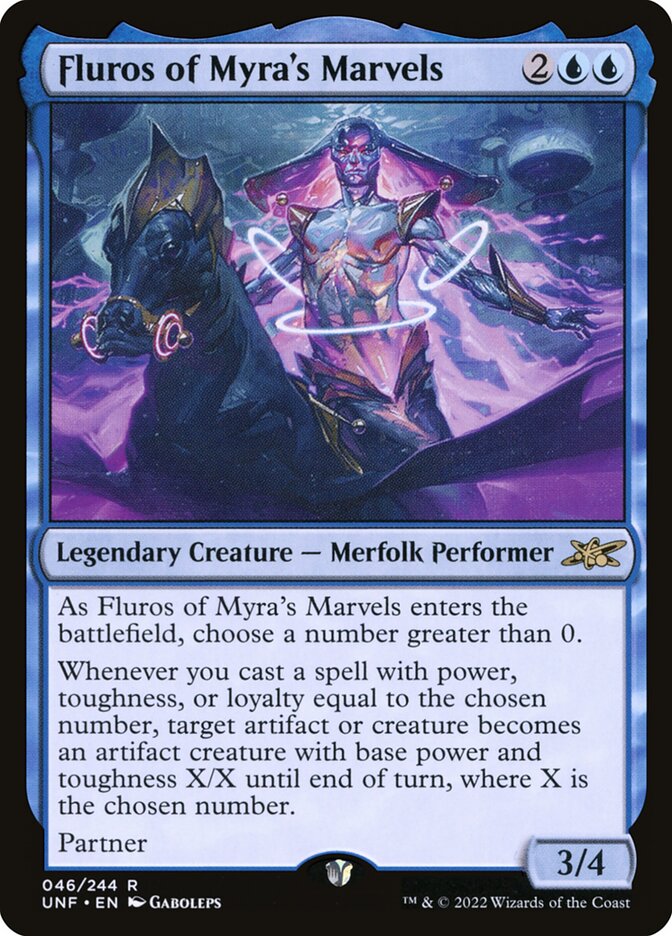 Fluros of Myra's Marvels 2
Legendary Creature — Merfolk Performer
As Fluros of Myra's Marvels enters the
battlefield, choose a number greater than 0.
Whenever you cast a spell with power,
toughness, or loyalty equal to the chosen
number, target artifact or creature becomes
an artifact creature with base power and
toughness X/X until end of turn, where X is
the chosen number.
Partner
3/4
046/244 R
UNF • EN Gaboleps
™ & © 2022 Wizards of the Coast